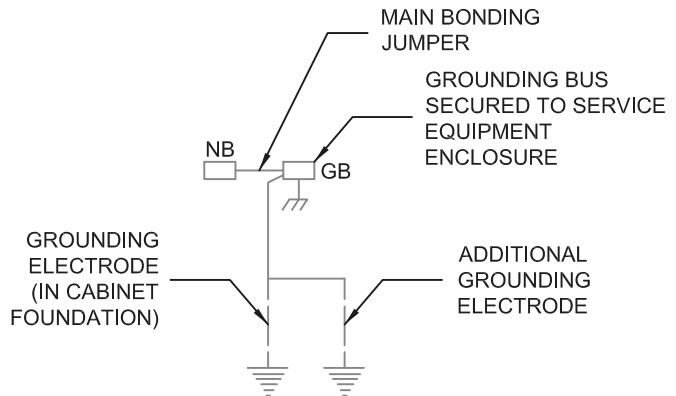 MAIN BONDING
JUMPER
GROUNDING BUS
SECURED TO SERVICE
EQUIPMENT
ENCLOSURE
NB
GB
GROUNDING
ELECTRODE
(IN CABINET
FOUNDATION)
ADDITIONAL
GROUNDING
ELECTRODE